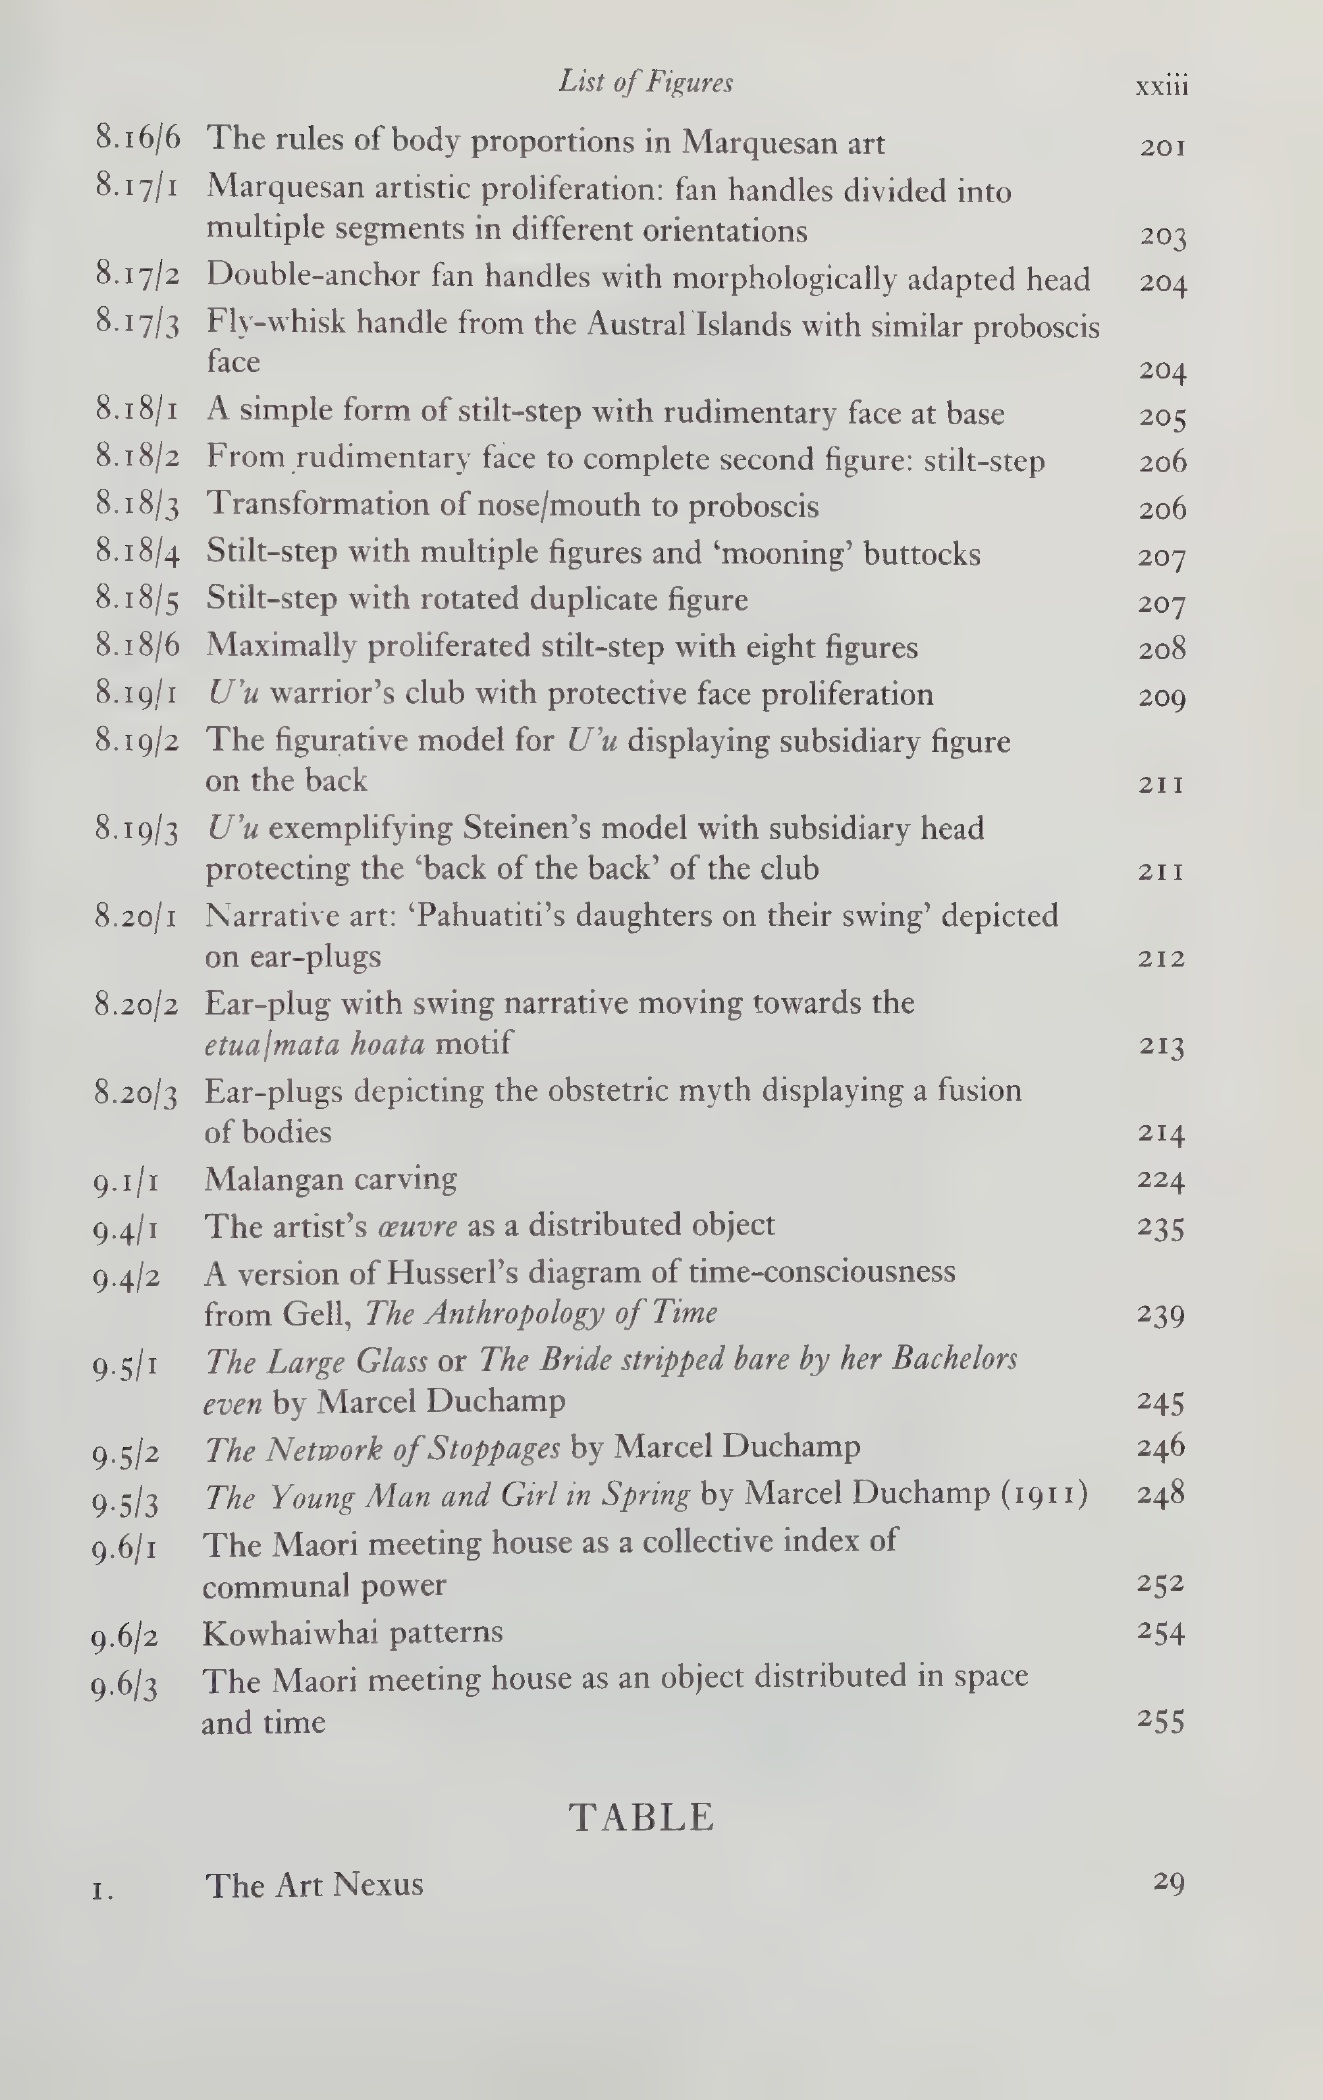 List of Figures xxiii
8.16/6 The rules of body proportions in Marquesan art 201
8.17/1 Marquesan artistic proliferation: fan handles divided into
multiple segments in different orientations 203
8.17/2 Double-anchor fan handles with morphologically adapted head 204
8.17/3 Fly-whisk handle from the Austral Islands with similar proboscis
face 204
8.18/1 A simple form of stilt-step with rudimentary face at base 205
8.18/2 From rudimentary face to complete second figure: stilt-step 206
8.18/3 Transformation of nose/mouth to proboscis 206
8.18/4 Stilt-step with multiple figures and ‘mooning’ buttocks 207
8.18/5 Stilt-step with rotated duplicate figure 207
8.18/6 Maximally proliferated stilt-step with eight figures 208
8.19/1 U’u warrior’s club with protective face proliferation 209
8.19/2 The figurative model for U’u displaying subsidiary figure
on the back 211
8.19/3 U’u exemplifying Steinen’s model with subsidiary head
protecting the ‘back of the back’ of the club 211
8.20/1 Narrative art: ‘Pahuatiti’s daughters on their swing’ depicted
on ear-plugs 212
8.20/2 Ear-plug with swing narrative moving towards the
etua/mata hoata motif 213
8.20/3 Ear-plugs depicting the obstetric myth displaying a fusion
of bodies 214
9.1/1 Malangan carving 224
9.4/1 The artist’s œuvre as a distributed object 235
9.4/2 A version of Husserl’s diagram of time-consciousness
from Gell, The Anthropology of Time 239
9.5/1 The Large Glass or The Bride stripped bare by her Bachelors
even by Marcel Duchamp 245
9.5/2 The Network of Stoppages by Marcel Duchamp 246
9.5/3 The Young Man and Girl in Spring by Marcel Duchamp (1911) 248
9.6/1 The Maori meeting house as a collective index of
communal power 252
9.6/2 Kowhaiwhai patterns 254
9.6/3 The Maori meeting house as an object distributed in space
and time 255
TABLE
1. The Art Nexus 29